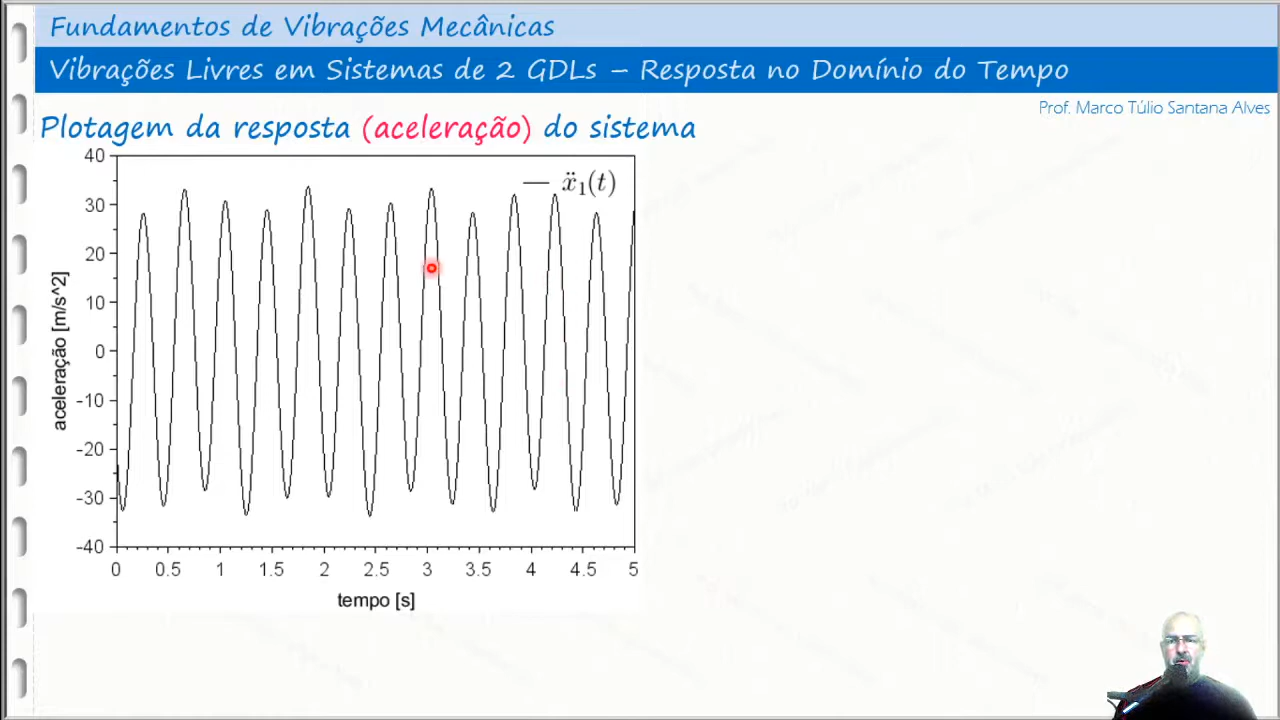 Fundamentos de Vibrações Mecânicas
Vibrações Livres em Sistemas de 2 GDLs – Resposta no Domínio do Tempo
Prof. Marco Túlio Santana Alves
Plotagem da resposta (aceleração) do sistema
40
30
20
10
0
-10
-20
-30
-40
aceleração [m/s^2]
— ẍ₁(t)
0 0.5 1 1.5 2 2.5 3 3.5 4 4.5 5
tempo [s]